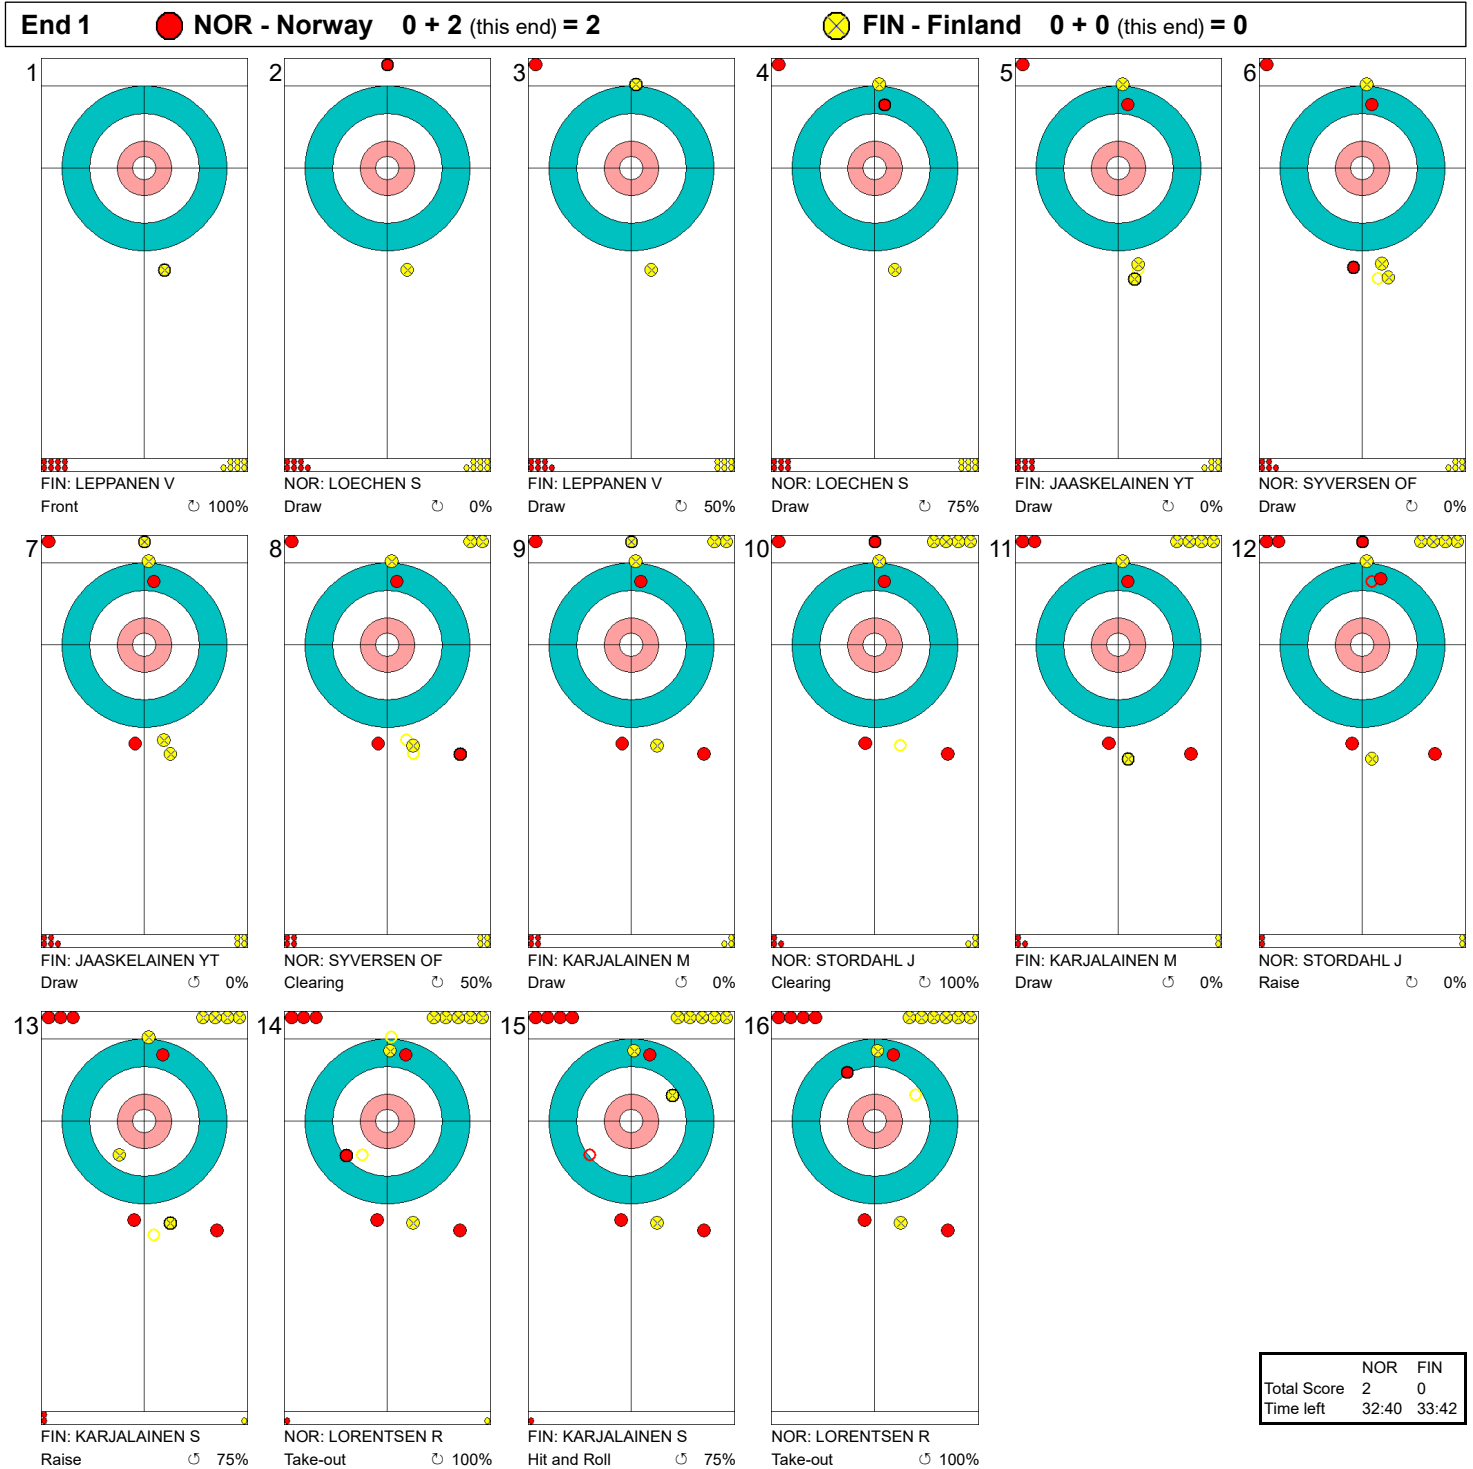 End 1 NOR - Norway 0 + 2 (this end) = 2 FIN - Finland 0 + 0 (this end) = 0
1 2 3 4 5 6
FIN: LEPPANEN V NOR: LOECHEN S FIN: LEPPANEN V NOR: LOECHEN S FIN: JAASKELAINEN YT NOR: SYVERSEN OF
Front ↻ 100% Draw ↻ 0% Draw ↻ 50% Draw ↻ 75% Draw ↺ 0% Draw ↻ 0%
7 8 9 10 11 12
FIN: JAASKELAINEN YT NOR: SYVERSEN OF FIN: KARJALAINEN M NOR: STORDAHL J FIN: KARJALAINEN M NOR: STORDAHL J
Draw ↺ 0% Clearing ↻ 50% Draw ↺ 0% Clearing ↻ 100% Draw ↺ 0% Raise ↻ 0%
13 14 15 16
FIN: KARJALAINEN S NOR: LORENTSEN R FIN: KARJALAINEN S NOR: LORENTSEN R
Raise ↺ 75% Take-out ↻ 100% Hit and Roll ↺ 75% Take-out ↺ 100%
NOR FIN
Total Score 2 0
Time left 32:40 33:42